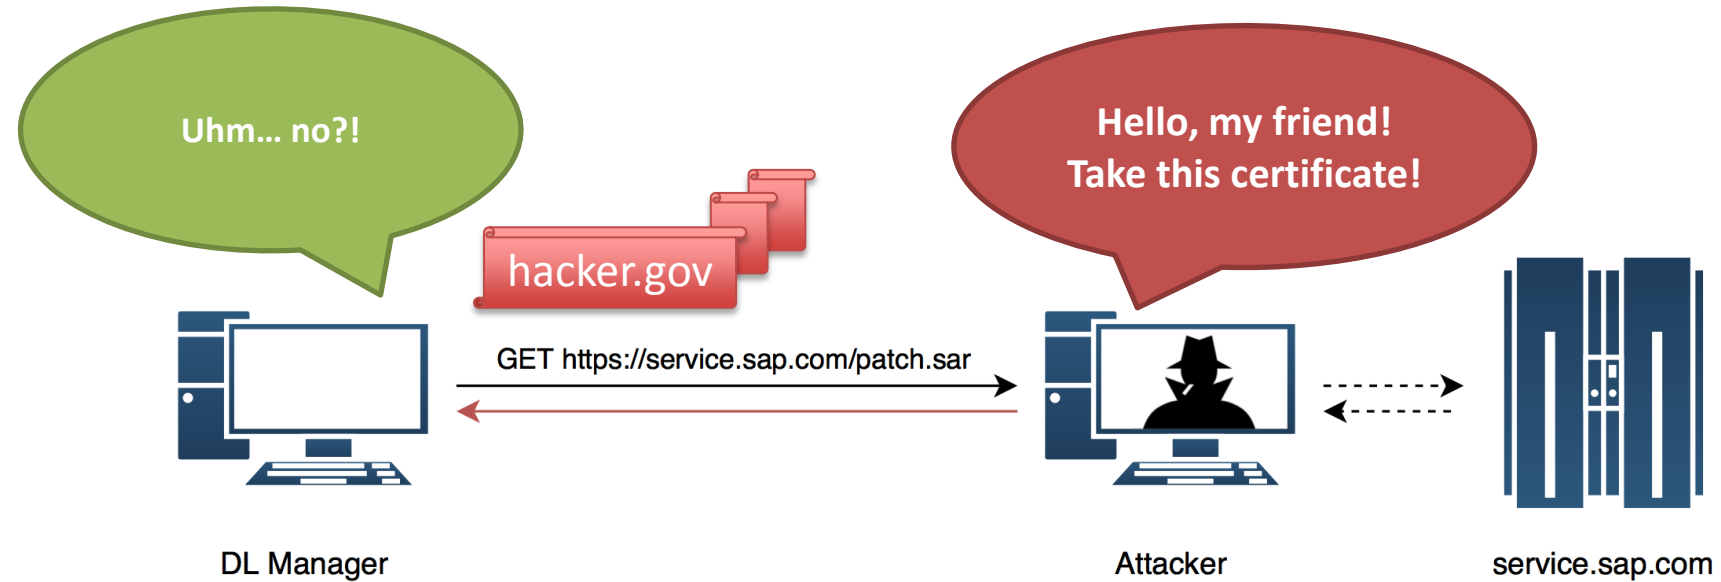 Uhm... no?!
Hello, my friend!
Take this certificate!
hacker.gov
GET https://service.sap.com/patch.sar
DL Manager
Attacker
service.sap.com